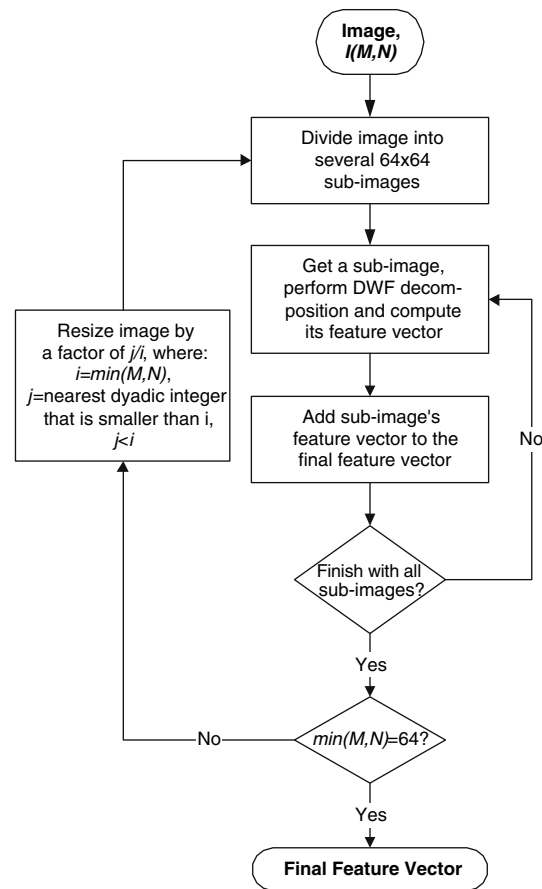 Image,
I(M,N)
Divide image into
several 64x64
sub-images
Get a sub-image,
perform DWF decom-
position and compute
its feature vector
Resize image by
a factor of j/i, where:
i=min(M,N),
j=nearest dyadic integer
that is smaller than i,
j<i
Add sub-image's
feature vector to the
final feature vector
No
Finish with all
sub-images?
Yes
No
min(M,N)=64?
Yes
Final Feature Vector